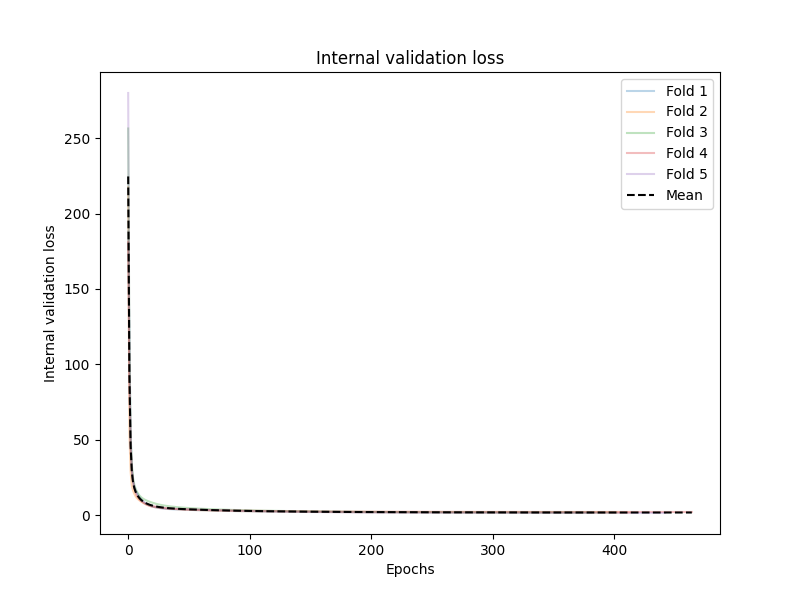 Internal validation loss
Fold 1
Fold 2
Fold 3
Fold 4
Fold 5
Mean
Internal validation loss
250
200
150
100
50
0
0 100 200 300 400
Epochs